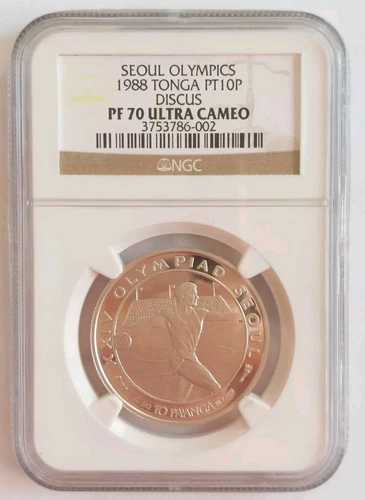 SEOUL OLYMPICS
1988 TONGA PT10P
DISCUS
PF 70 ULTRA CAMEO
3753786-002
NGC
XXIV OLYMPIAD SEOUL
10 PA'ANGA